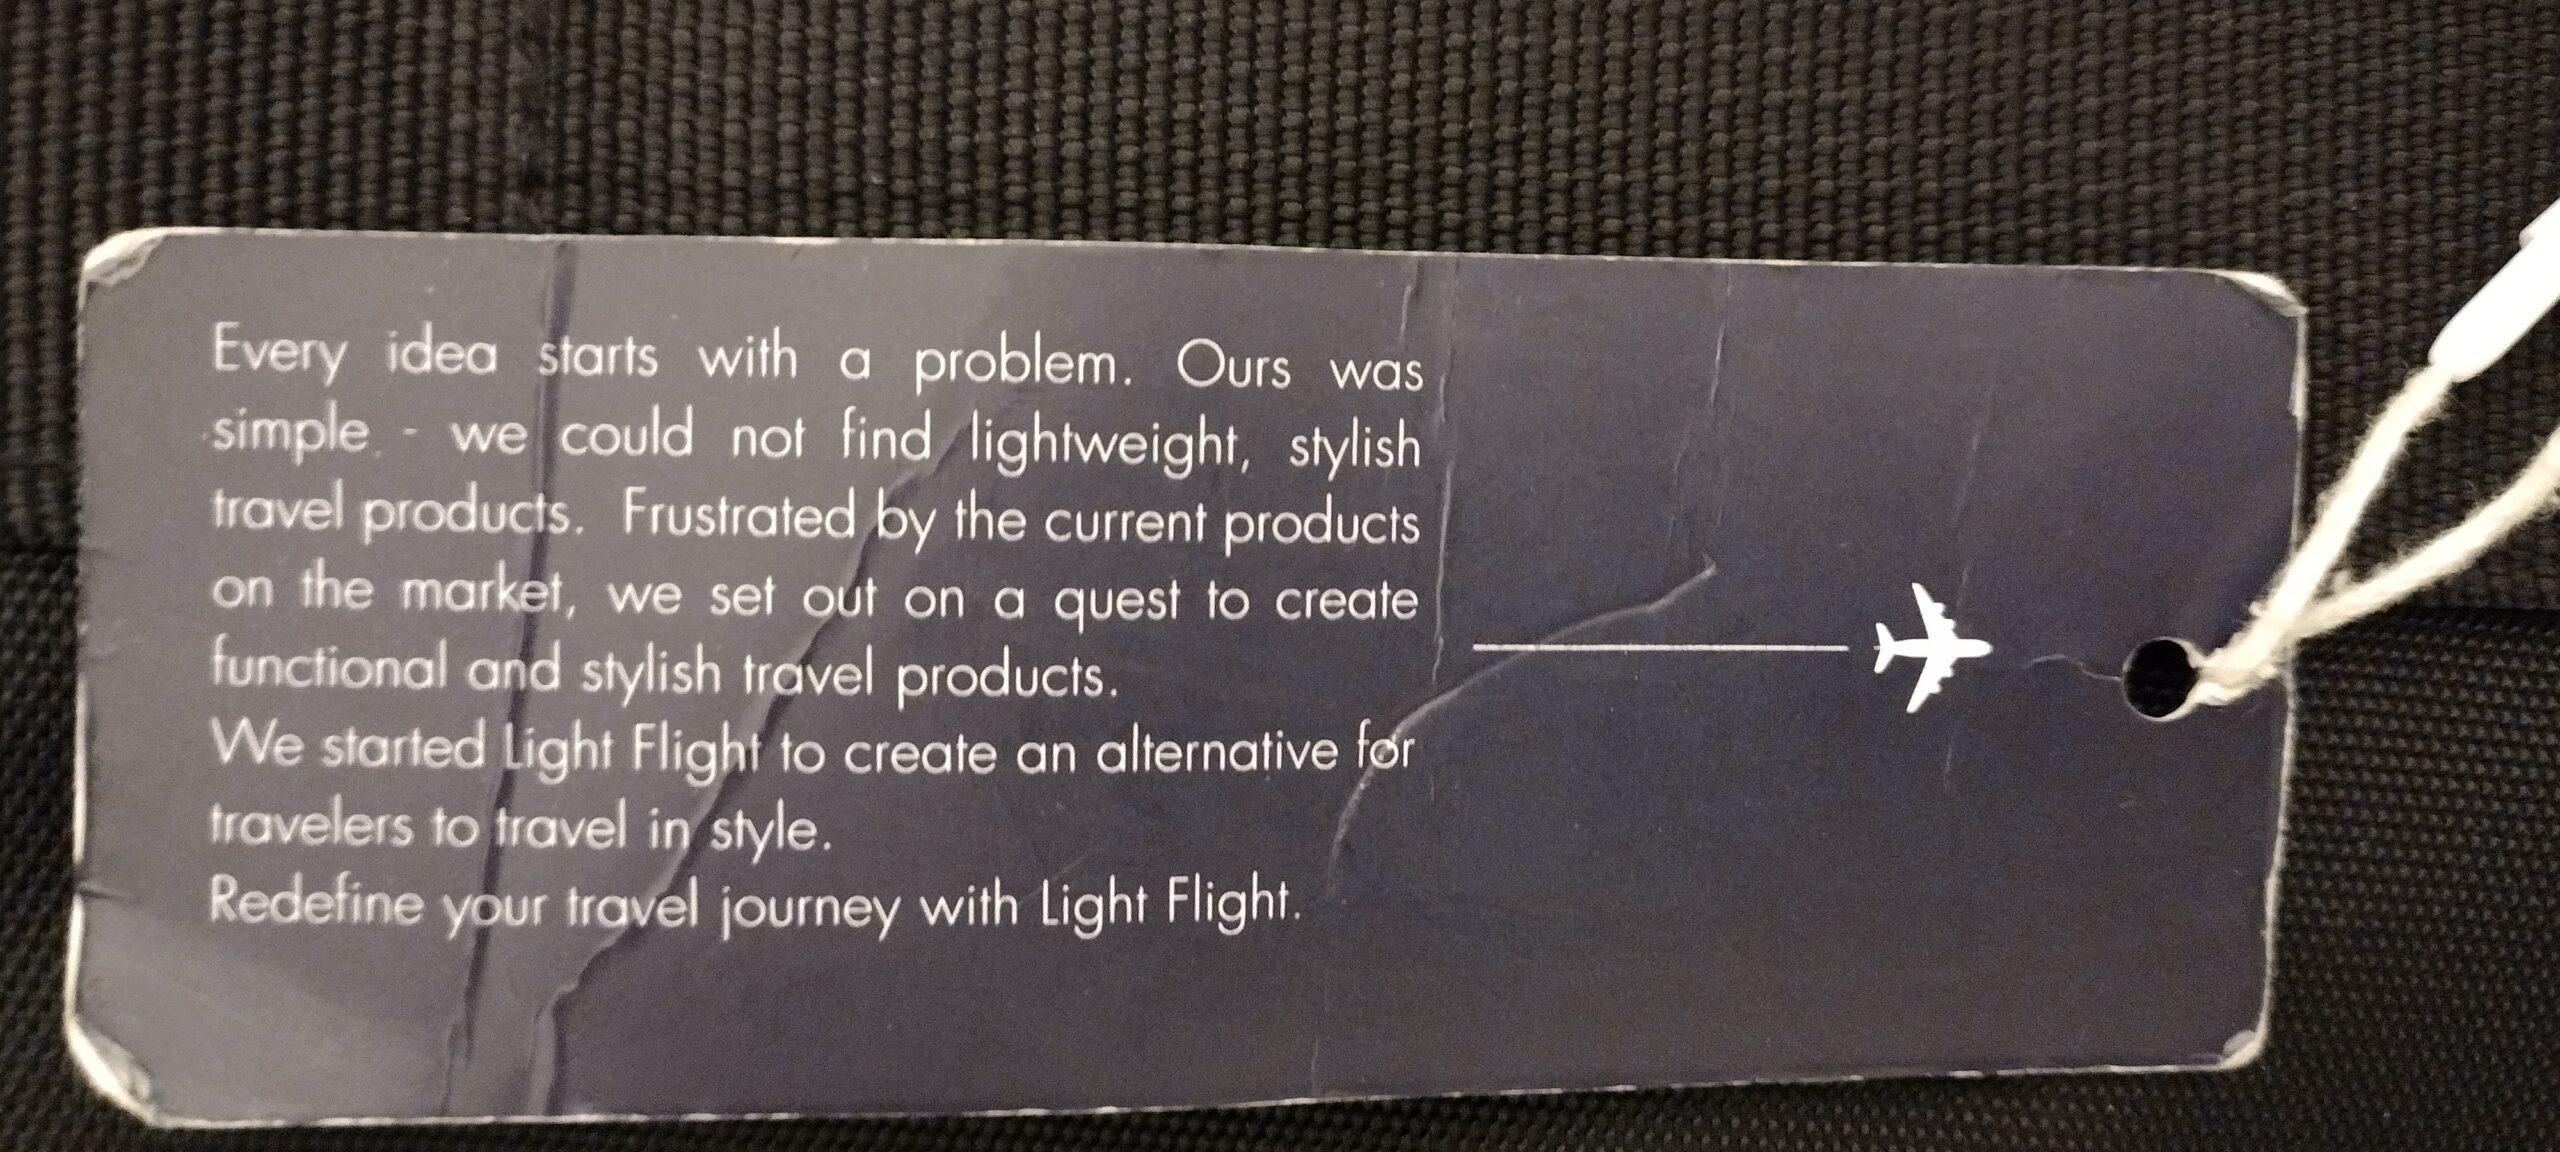 Every idea starts with a problem. Ours was
simple. - we could not find lightweight, stylish
travel products. Frustrated by the current products
on the market, we set out on a quest to create
functional and stylish travel products.
We started Light Flight to create an alternative for
travelers to travel in style.
Redefine your travel journey with Light Flight.